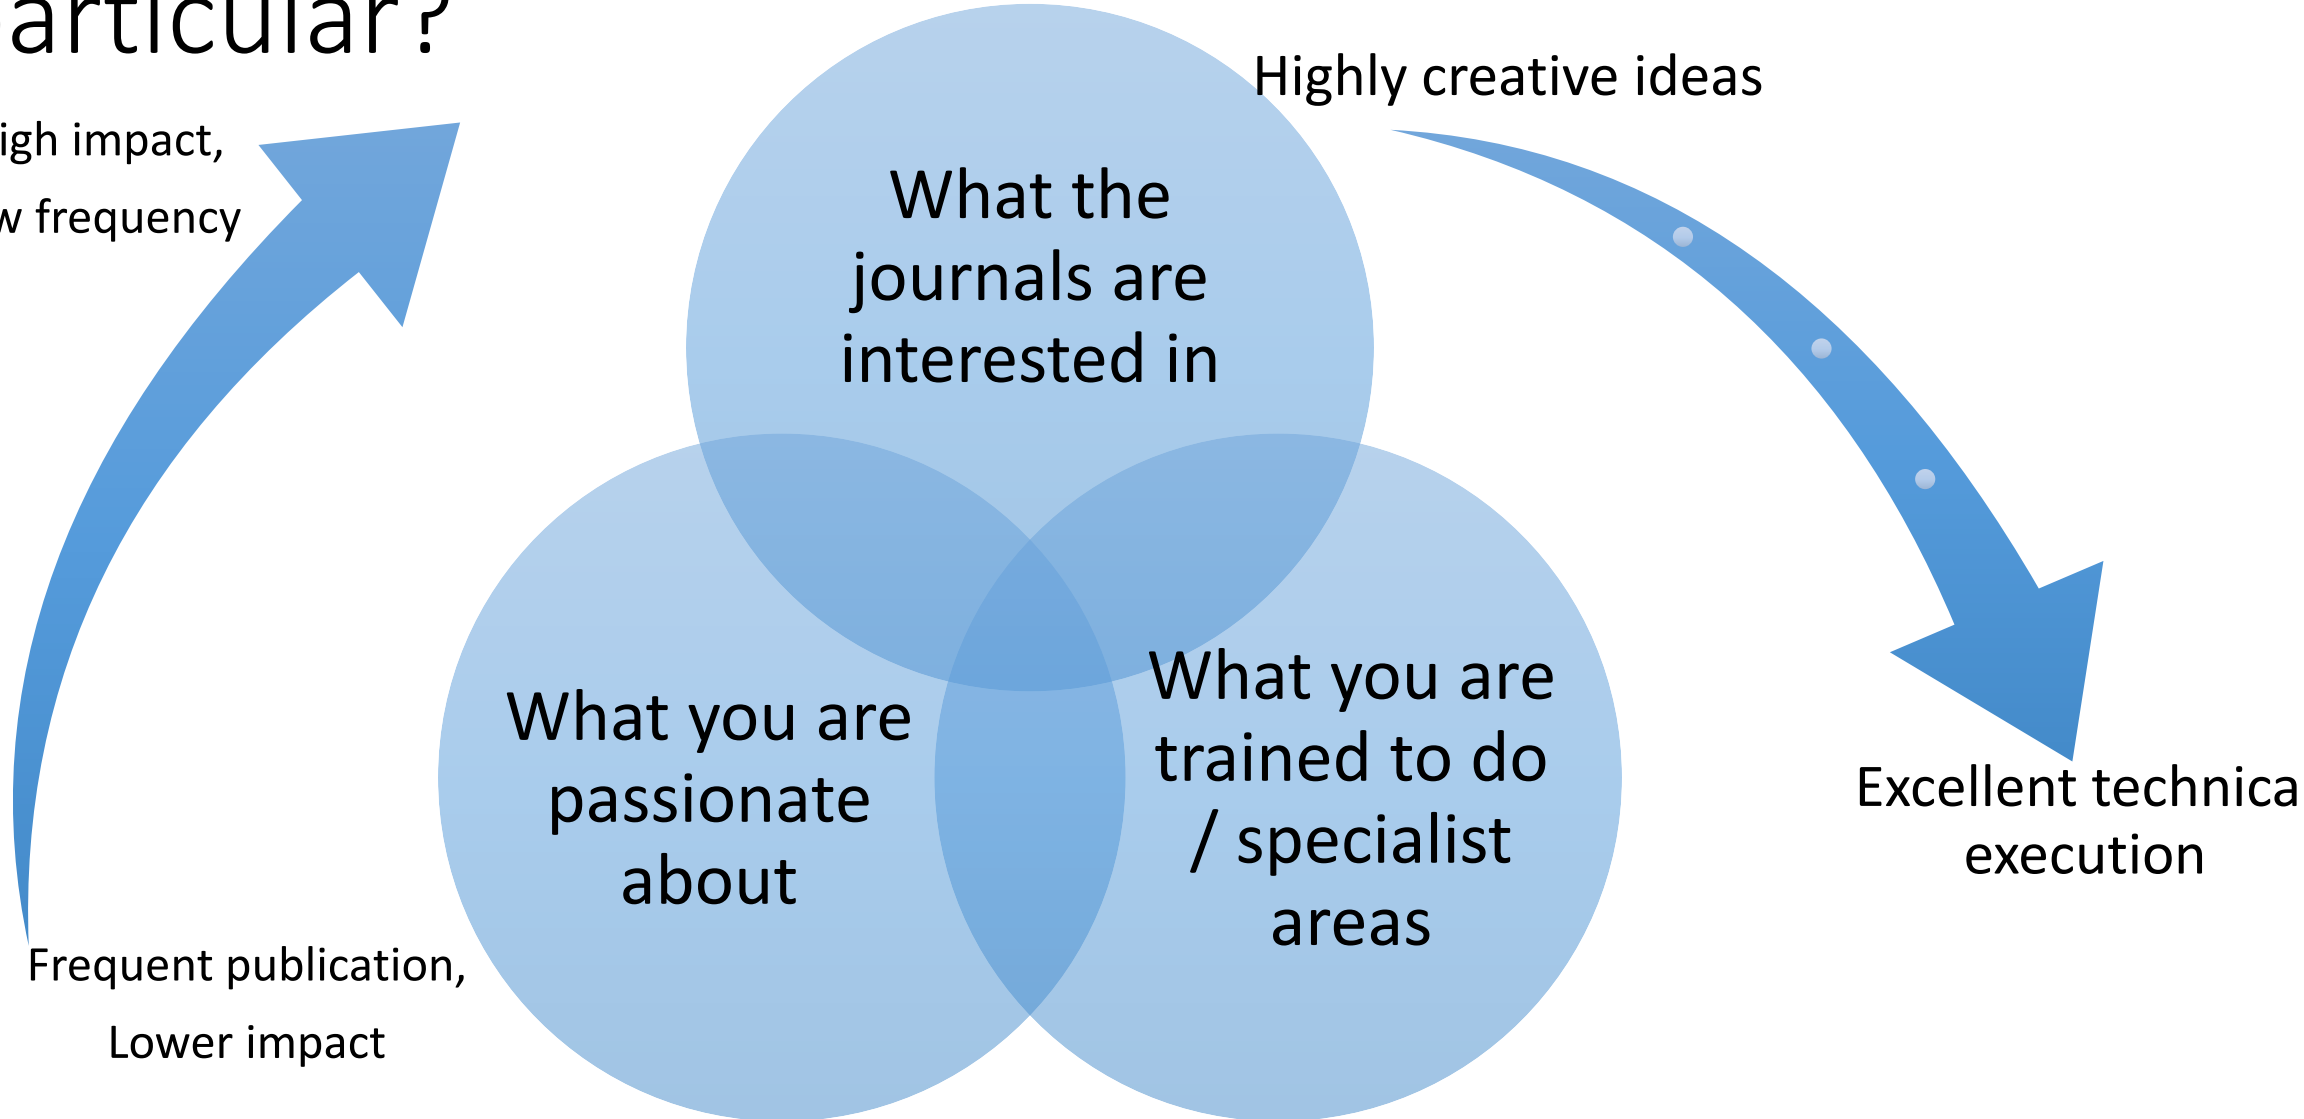 articular?
igh impact,
w frequency
Highly creative ideas
What the
journals are
interested in
What you are
passionate
about
What you are
trained to do
/ specialist
areas
Excellent technica
execution
Frequent publication,
Lower impact